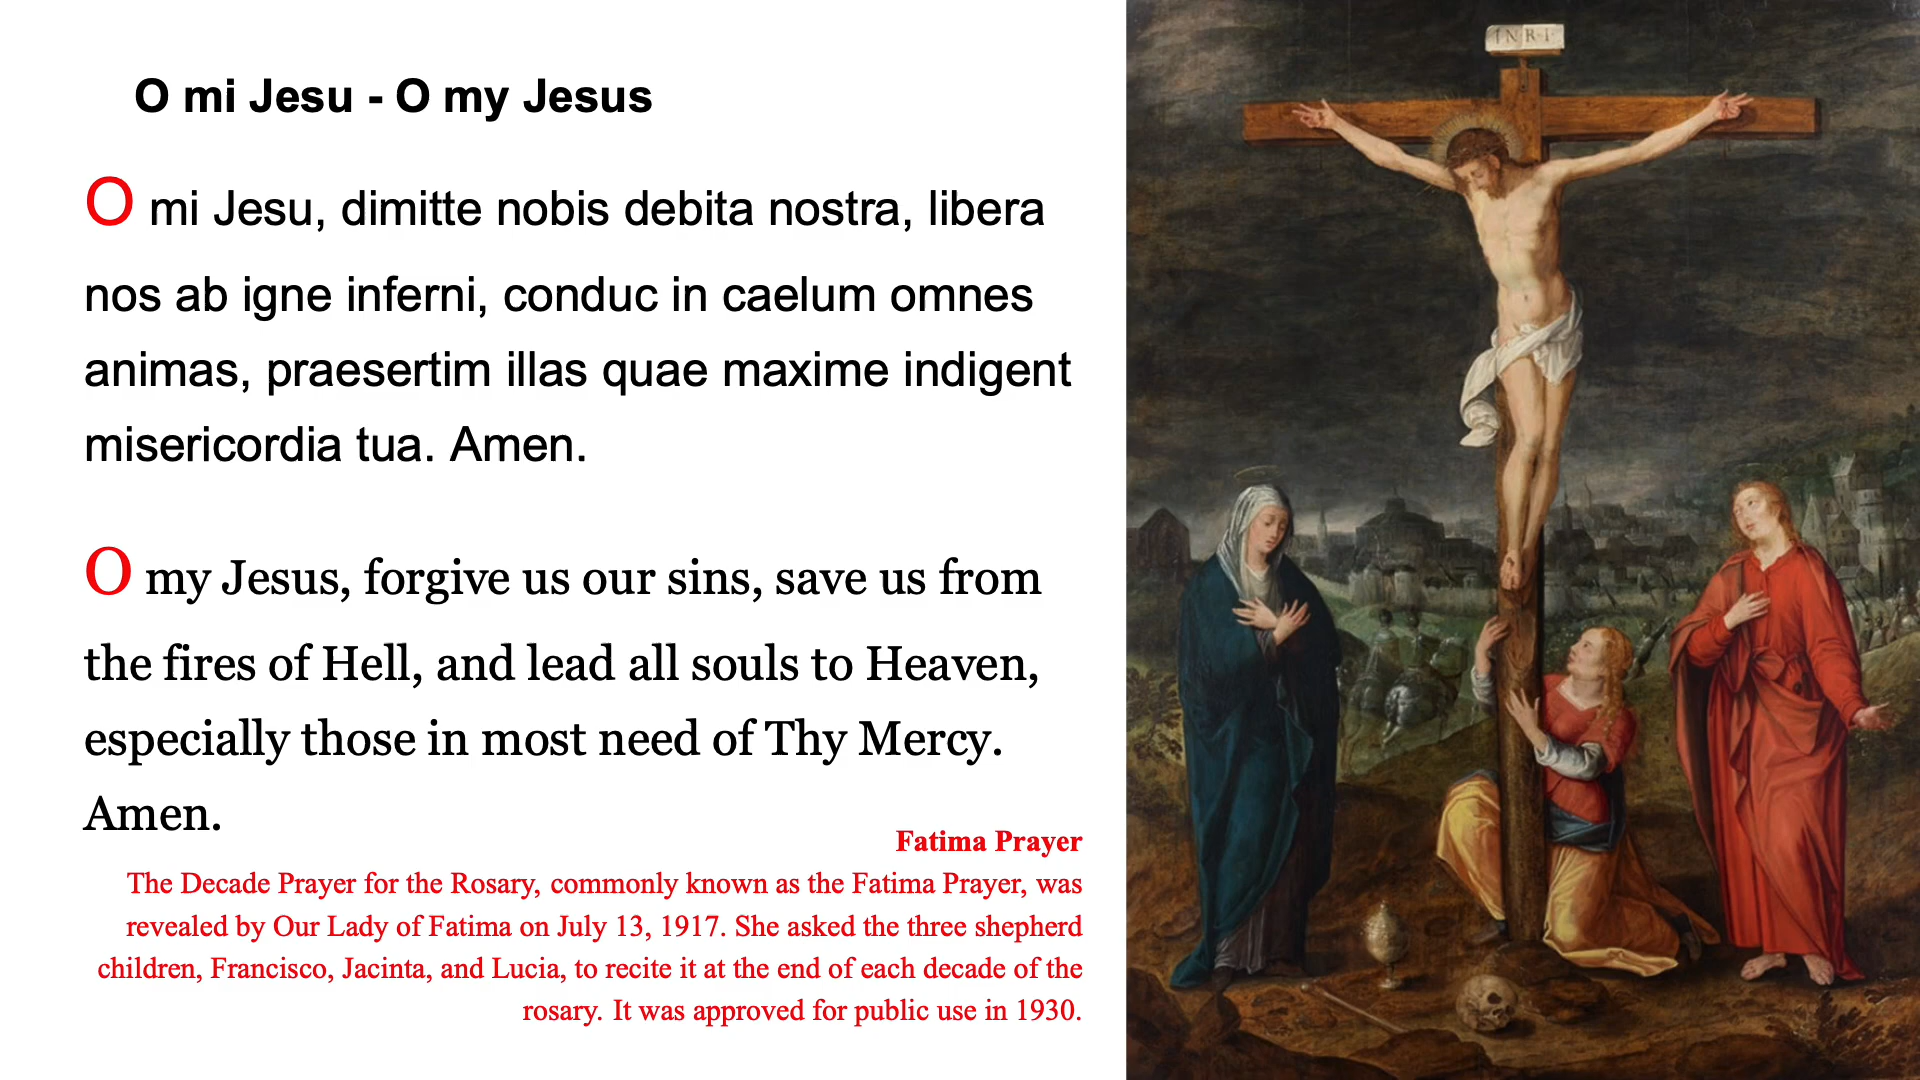 O mi Jesu - O my Jesus
O mi Jesu, dimitte nobis debita nostra, libera
nos ab igne inferni, conduc in caelum omnes
animas, praesertim illas quae maxime indigent
misericordia tua. Amen.
O my Jesus, forgive us our sins, save us from
the fires of Hell, and lead all souls to Heaven,
especially those in most need of Thy Mercy.
Amen.
Fatima Prayer
The Decade Prayer for the Rosary, commonly known as the Fatima Prayer, was
revealed by Our Lady of Fatima on July 13, 1917. She asked the three shepherd
children, Francisco, Jacinta, and Lucia, to recite it at the end of each decade of the
rosary. It was approved for public use in 1930.
INRI